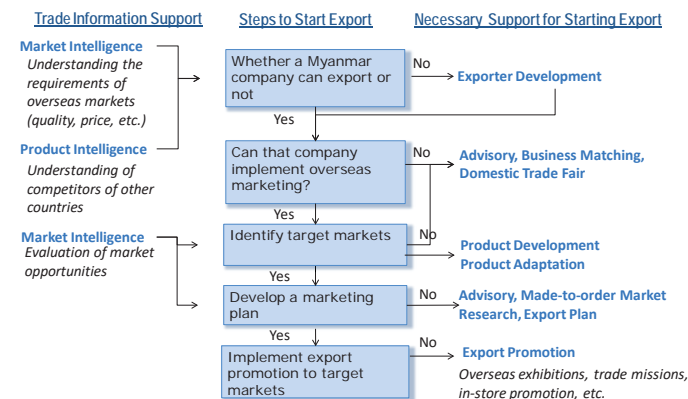 Trade Information Support
Steps to Start Export
Necessary Support for Starting Export
Market Intelligence
Understanding the
requirements of
overseas markets
(quality, price, etc.)
Product Intelligence
Understanding of
competitors of other
countries
Market Intelligence
Evaluation of market
opportunities
Whether a Myanmar
company can export or
not
No
Exporter Development
Yes
Can that company
implement overseas
marketing?
No
Advisory, Business Matching,
Domestic Trade Fair
Yes
Identify target markets
No
Product Development
Product Adaptation
Yes
Develop a marketing
plan
No
Advisory, Made-to-order Market
Research, Export Plan
Yes
Implement export
promotion to target
markets
No
Export Promotion
Overseas exhibitions, trade missions,
in-store promotion, etc.